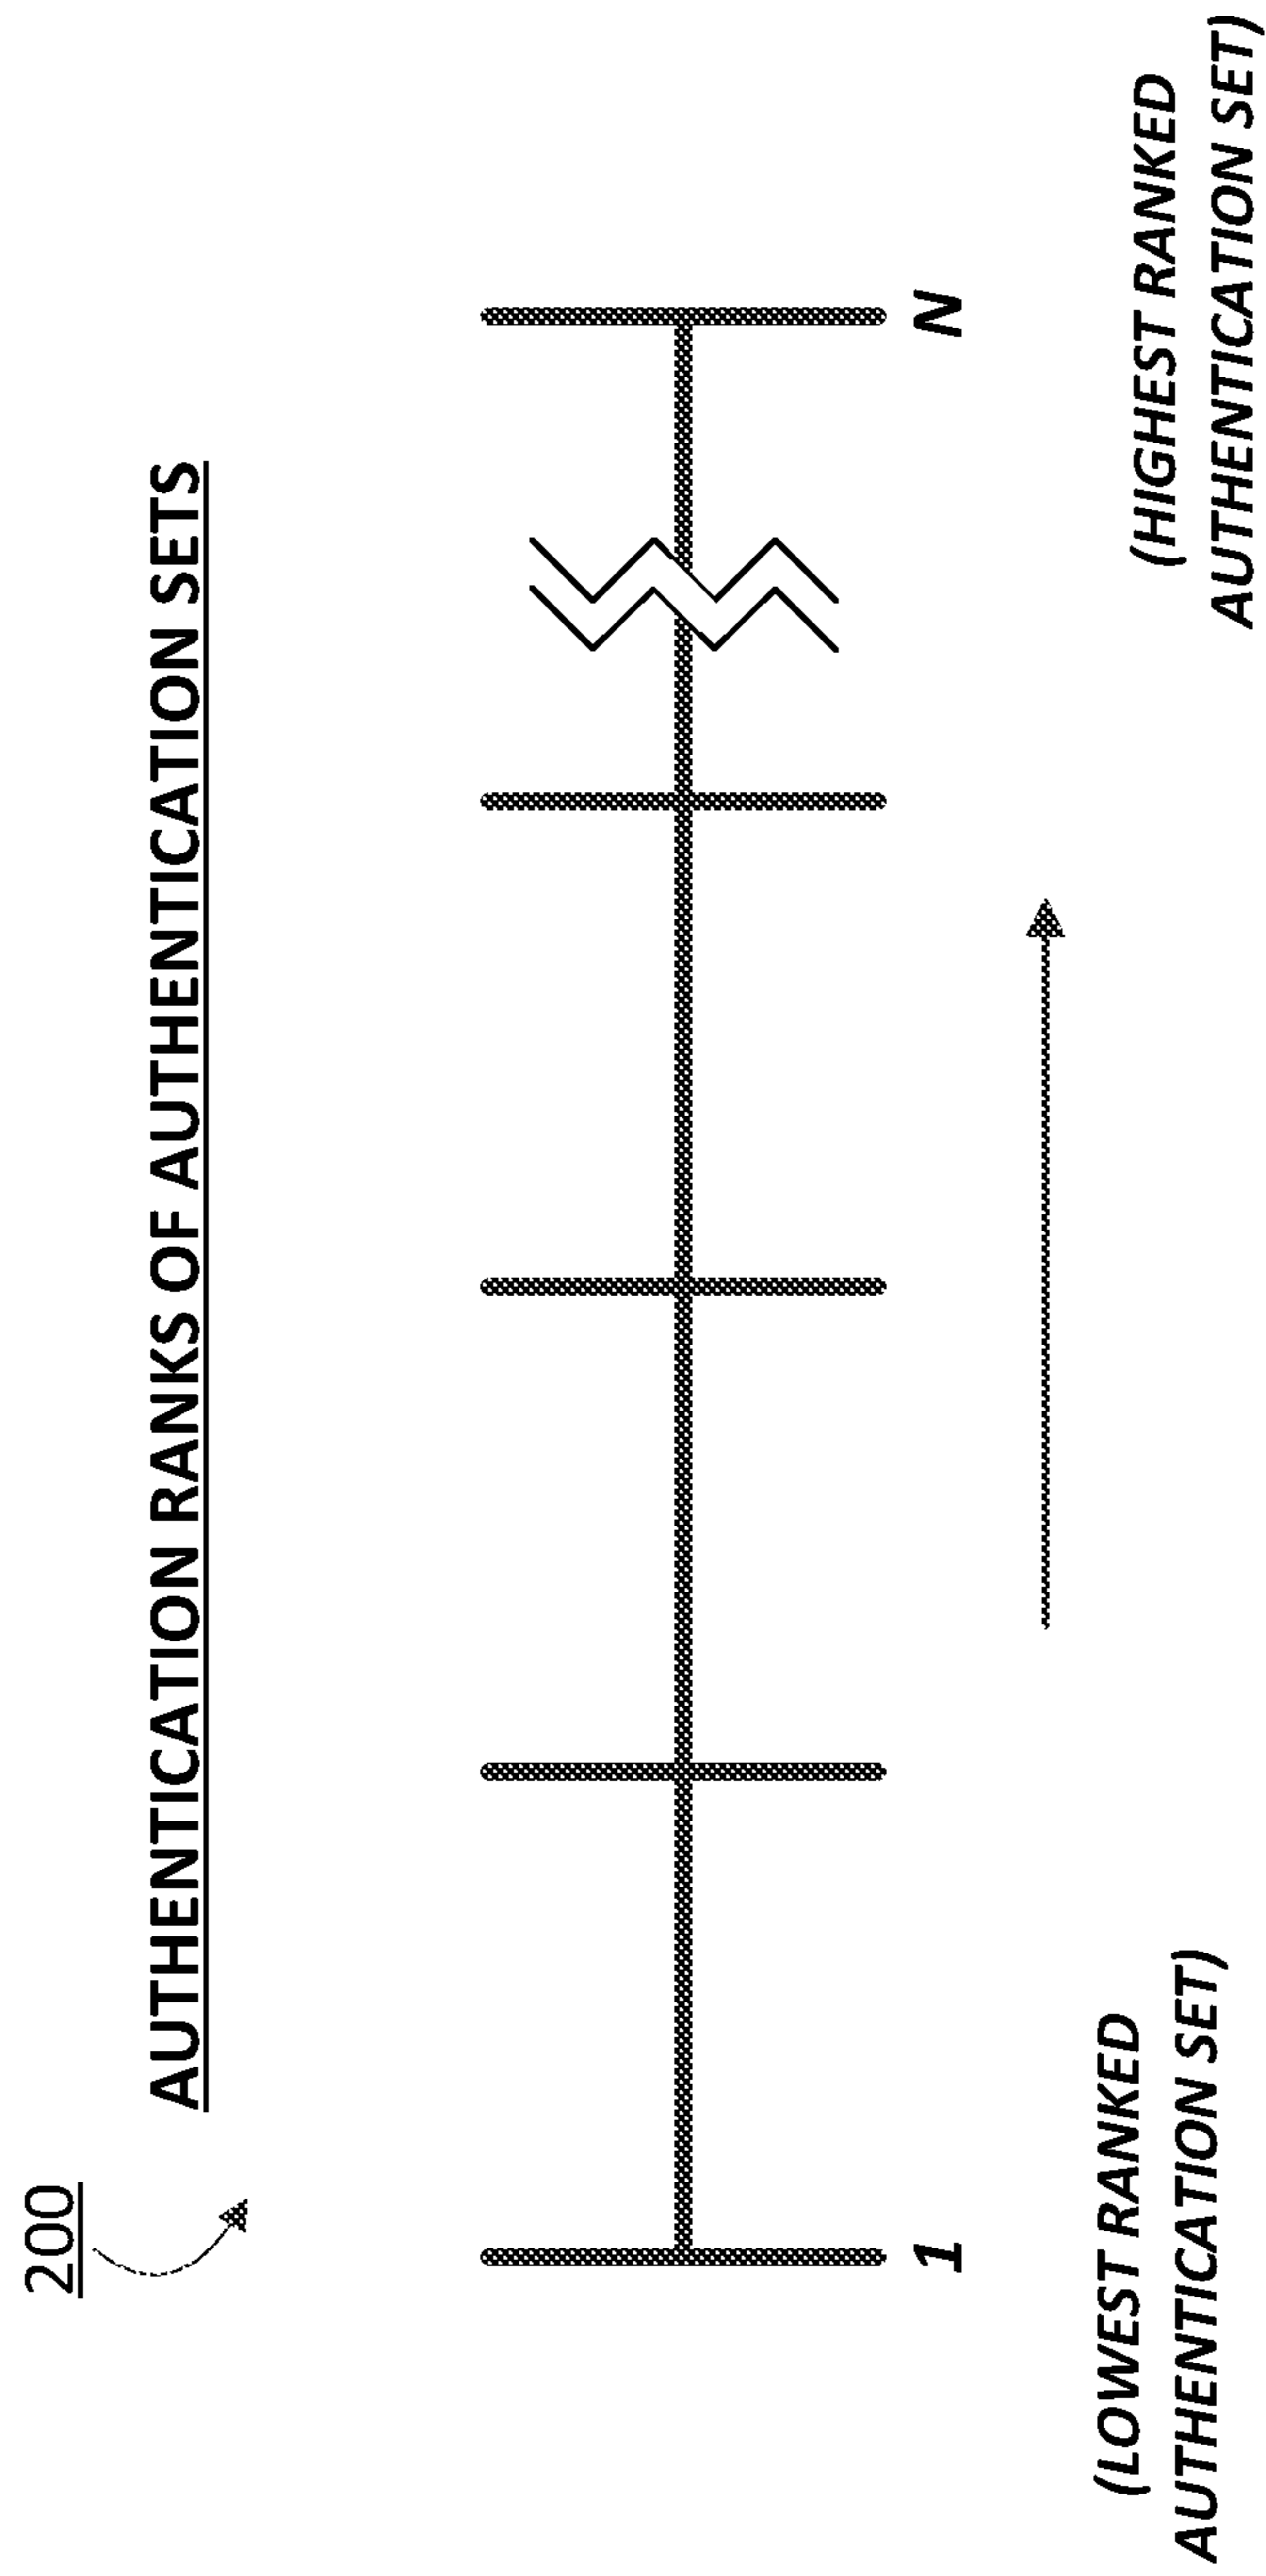 200
AUTHENTICATION RANKS OF AUTHENTICATION SETS
1
N
(LOWEST RANKED
AUTHENTICATION SET)
(HIGHEST RANKED
AUTHENTICATION SET)